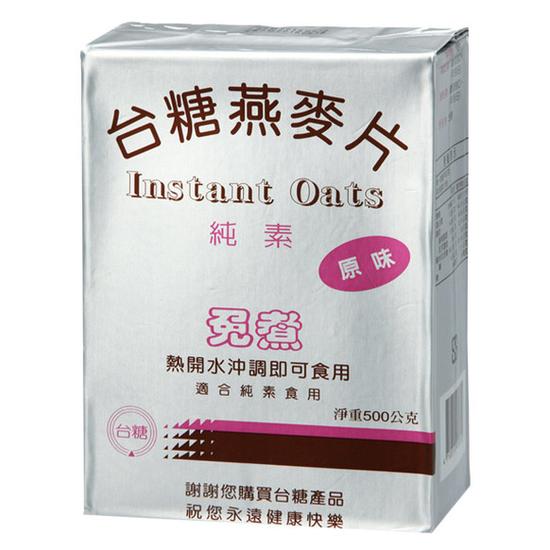 台糖燕麥片
Instant Oats
純素
原味
免煮
熱開水沖調即可食用
適合純素食用
淨重500公克
台糖
謝謝您購買台糖產品
祝您永遠健康快樂